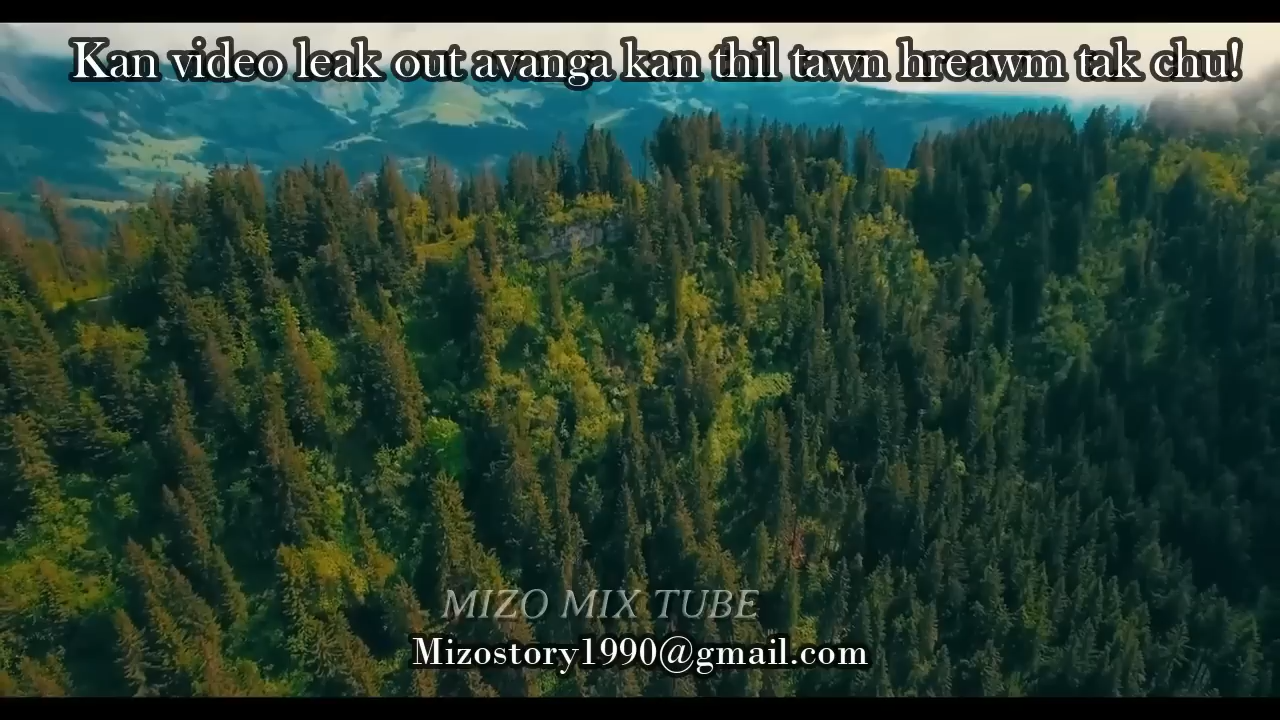 Kan video leak out avanga kan thil tawn hreawm tak chu!
MIZO MIX TUBE
Mizostory1990@gmail.com